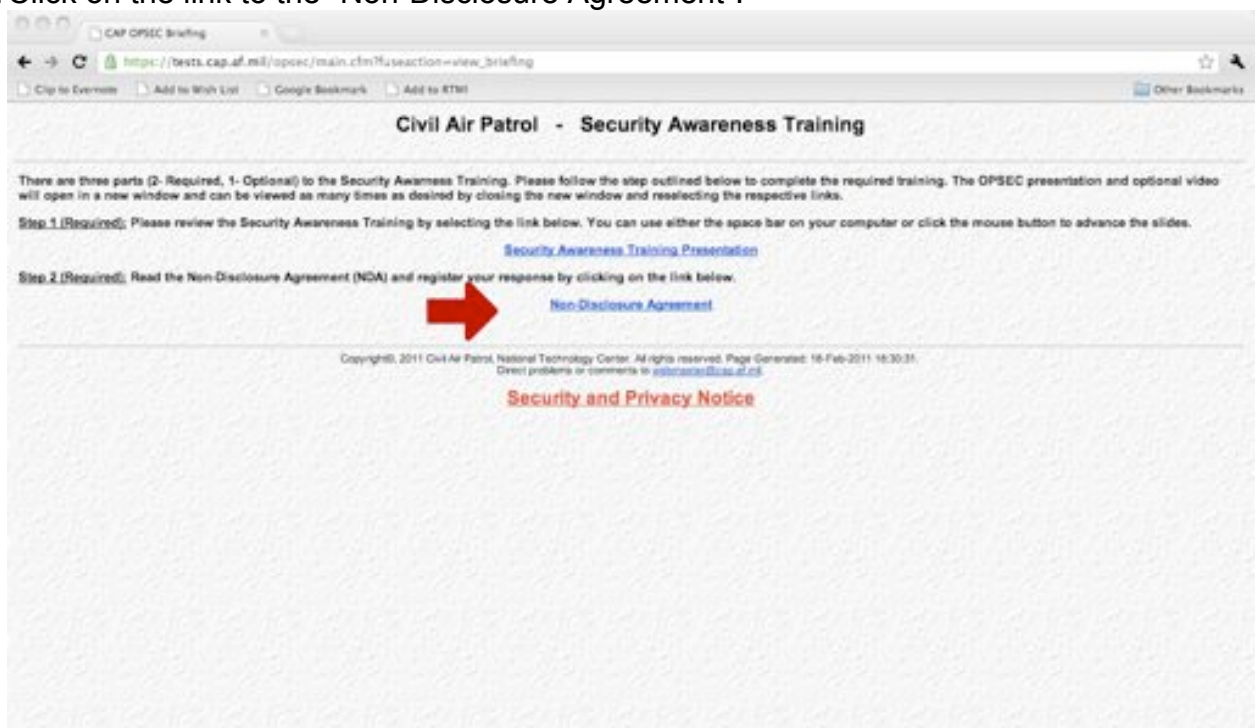 Click on the link to the "Non-Disclosure Agreement".
CAP OPSEC Briefing
https://tests.cap.af.mil/opsec/main.cfm?fuseaction=view_briefing
Clip to Evernote Add to Wish List Google Bookmark Add to RTM! Other Bookmarks
Civil Air Patrol - Security Awareness Training
There are three parts (2- Required, 1- Optional) to the Security Awarness Training. Please follow the step outlined below to complete the required training. The OPSEC presentation and optional video
will open in a new window and can be viewed as many times as desired by closing the new window and reselecting the respective links.
Step 1 (Required): Please review the Security Awareness Training by selecting the link below. You can use either the space bar on your computer or click the mouse button to advance the slides.
Security Awareness Training Presentation
Step 2 (Required): Read the Non-Disclosure Agreement (NDA) and register your response by clicking on the link below.
Non-Disclosure Agreement
Copyright©, 2011 Civil Air Patrol, National Technology Center. All rights reserved. Page Generated: 16-Feb-2011 18:30:31.
Direct problems or comments to webmaster@cap.af.mil
Security and Privacy Notice